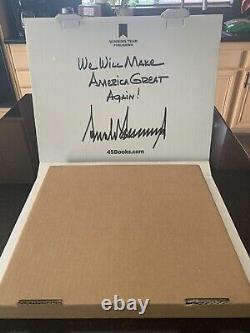 WINNING TEAM
PUBLISHING
WE WILL MAKE
AMERICA GREAT
AGAIN!
45Books.com